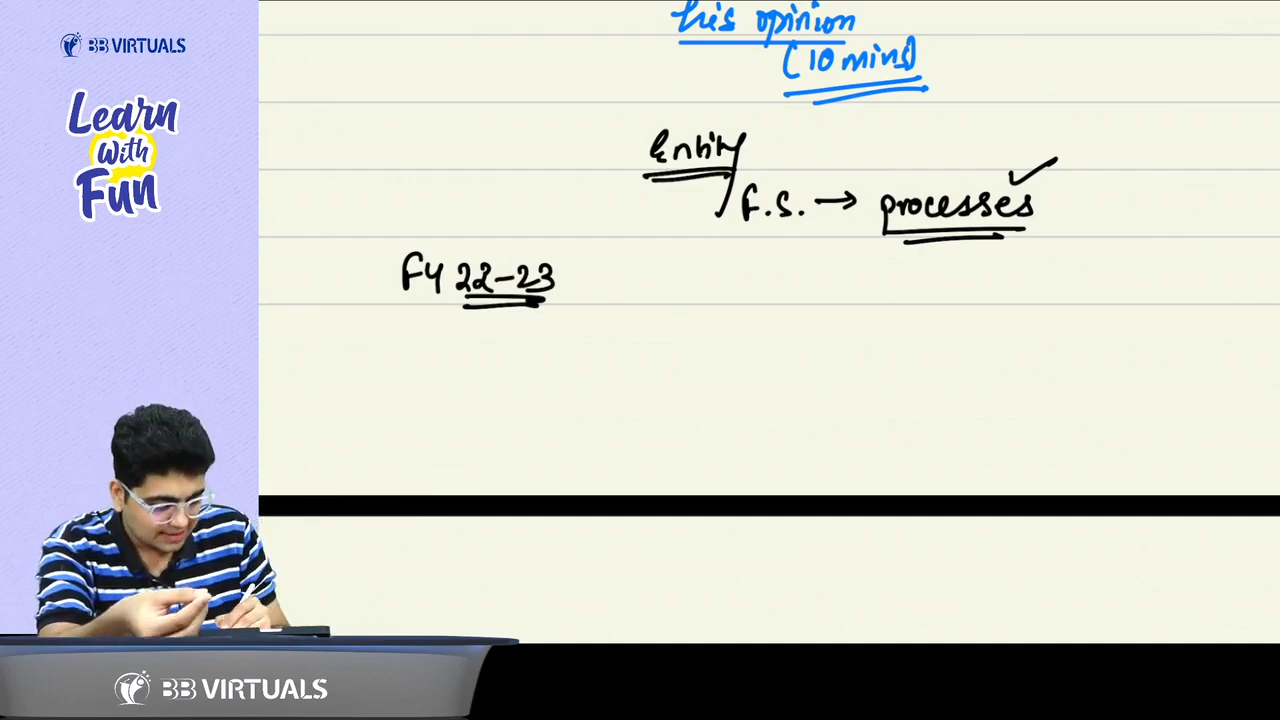 BB VIRTUALS
Learn
with
Fun
his opinion
(10 mins)
Entity
F.S. → processes ✓
FY 22-23
BB VIRTUALS